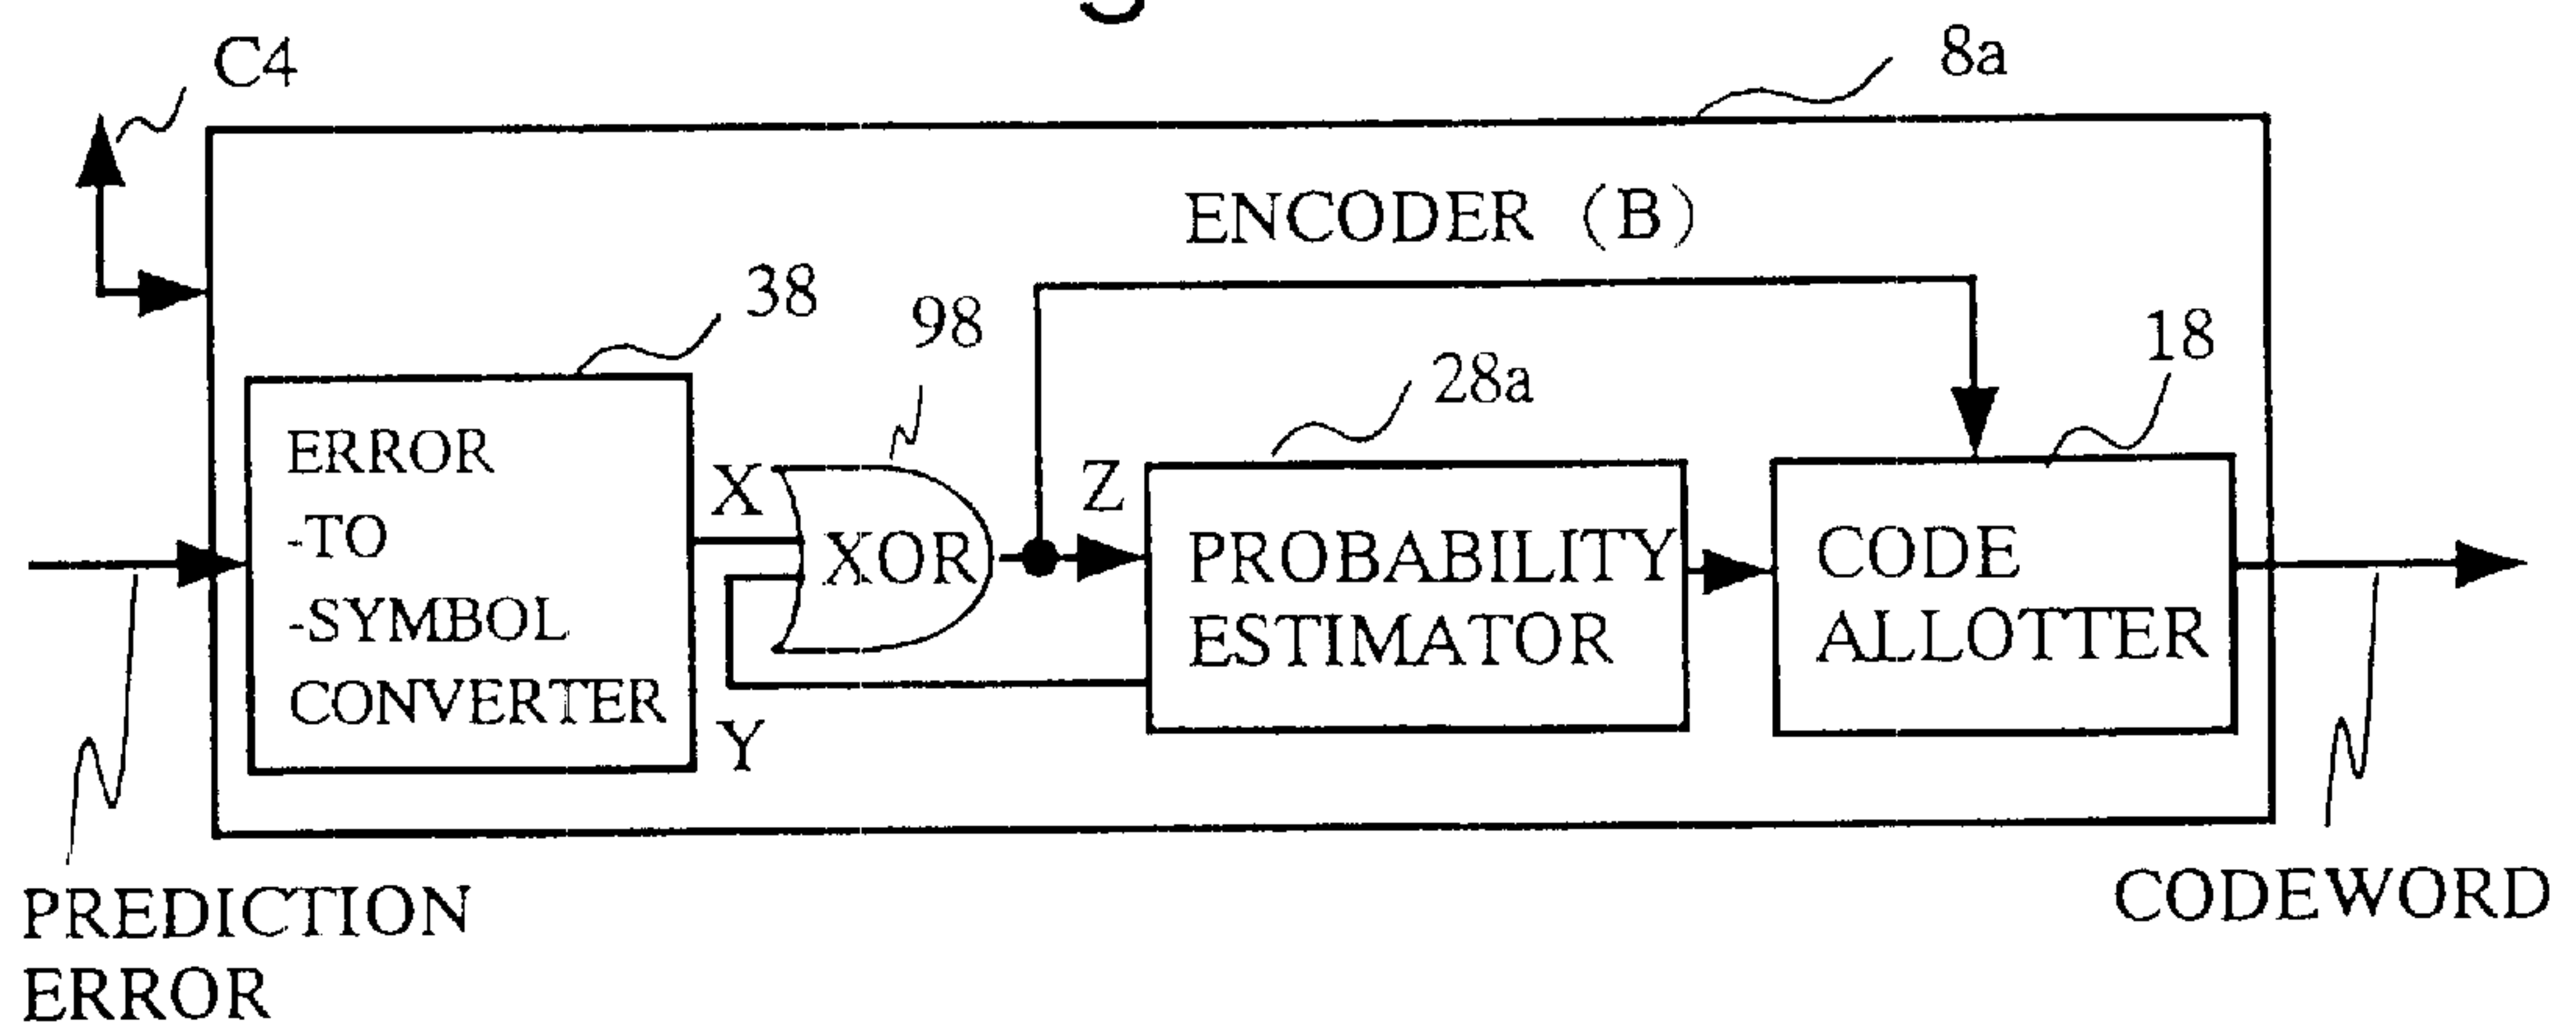 C4
8a
ENCODER (B)
38
98
28a
18
ERROR
-TO
-SYMBOL
CONVERTER
X
Y
XOR
Z
PROBABILITY
ESTIMATOR
CODE
ALLOTTER
PREDICTION
ERROR
CODEWORD